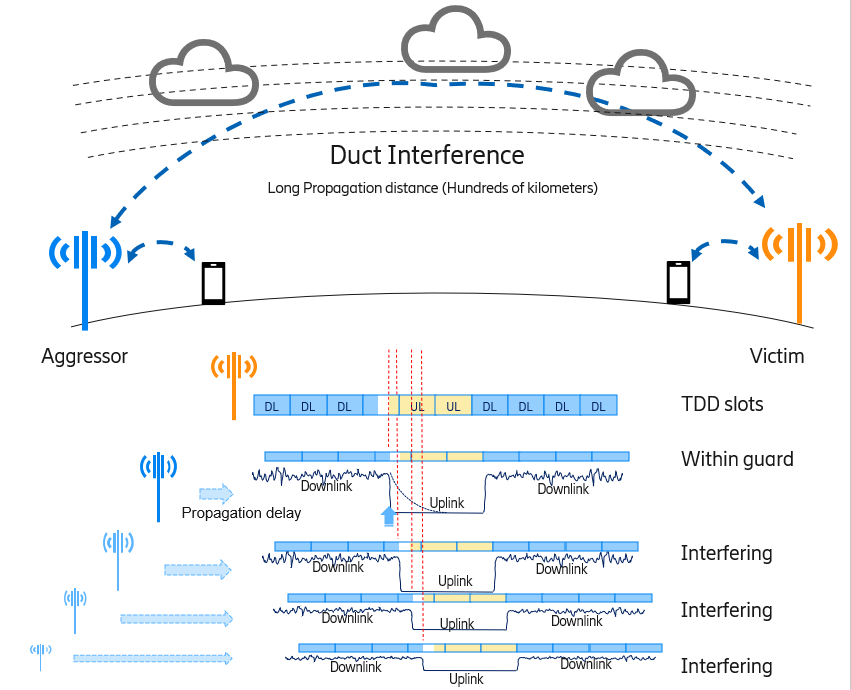 Duct Interference
Long Propagation distance (Hundreds of kilometers)
Aggressor
Victim
DL DL DL UL UL DL DL DL DL
TDD slots
Within guard
Downlink
Uplink
Downlink
Propagation delay
Interfering
Downlink
Uplink
Downlink
Interfering
Downlink
Uplink
Downlink
Interfering
Downlink
Uplink
Downlink